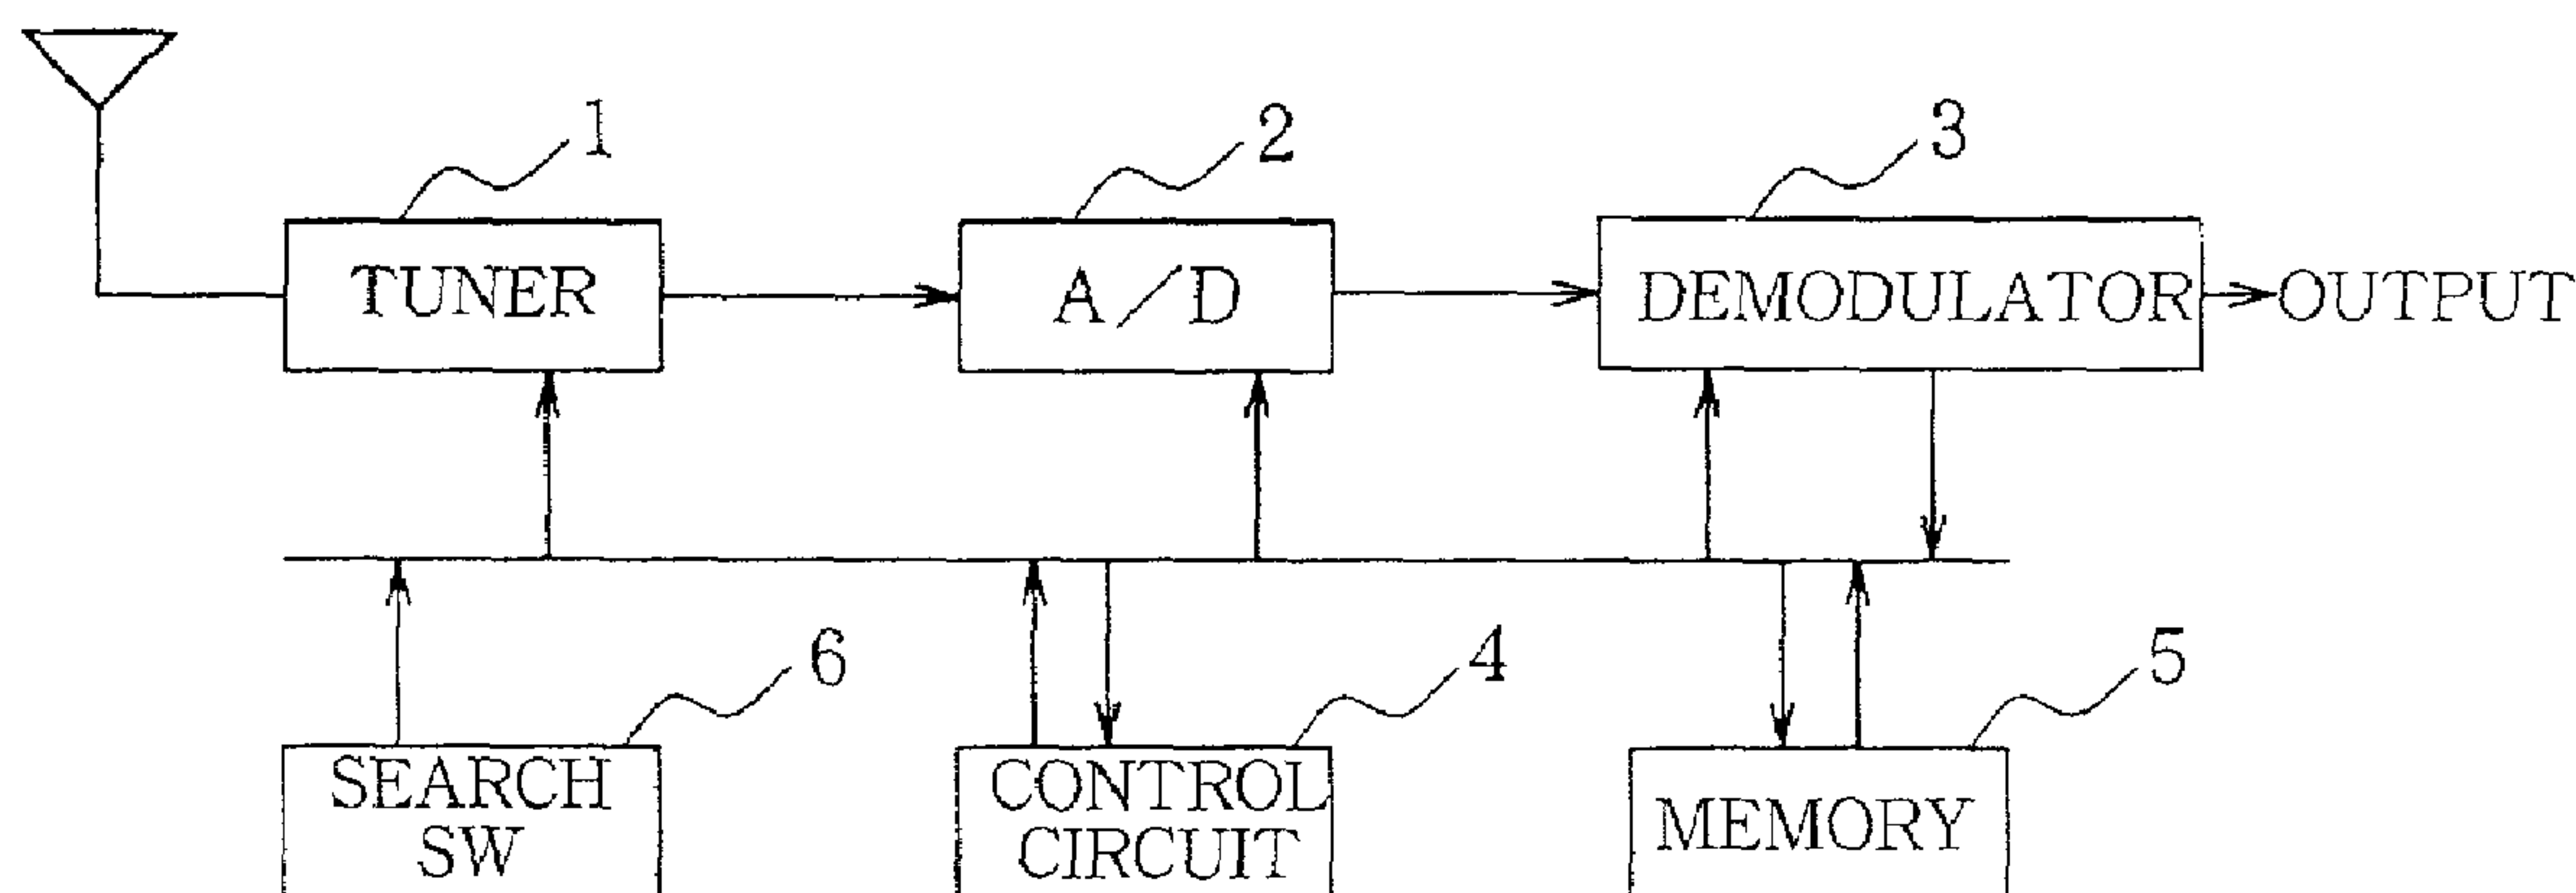 1
2
3
TUNER
A/D
DEMODULATOR
OUTPUT
6
4
5
SEARCH
SW
CONTROL
CIRCUIT
MEMORY